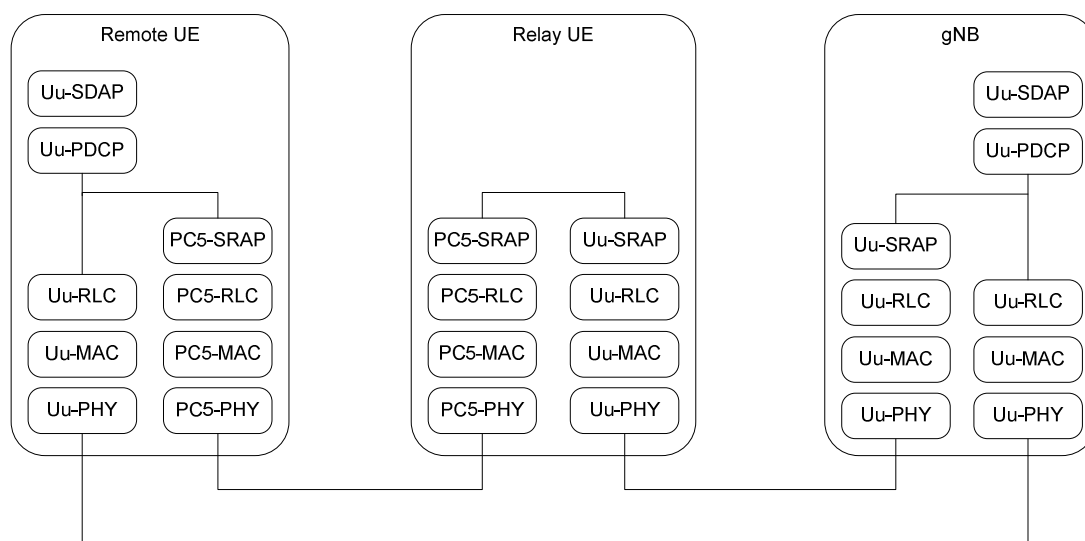 Remote UE
Uu-SDAP
Uu-PDCP
PC5-SRAP
Uu-RLC
PC5-RLC
Uu-MAC
PC5-MAC
Uu-PHY
PC5-PHY
Relay UE
PC5-SRAP
Uu-SRAP
PC5-RLC
Uu-RLC
PC5-MAC
Uu-MAC
PC5-PHY
Uu-PHY
gNB
Uu-SDAP
Uu-PDCP
Uu-SRAP
Uu-RLC
Uu-RLC
Uu-MAC
Uu-MAC
Uu-PHY
Uu-PHY